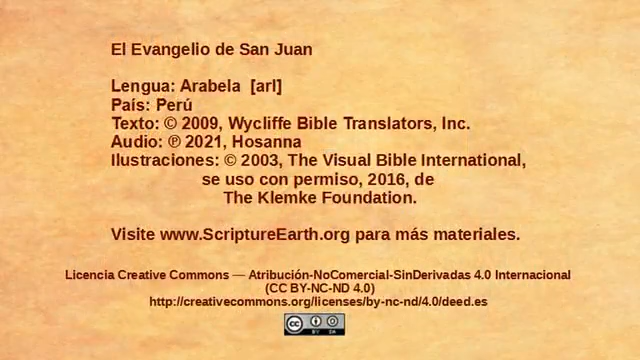 El Evangelio de San Juan
Lengua: Arabela [arl]
País: Perú
Texto: © 2009, Wycliffe Bible Translators, Inc.
Audio: ℗ 2021, Hosanna
Ilustraciones: © 2003, The Visual Bible International,
se uso con permiso, 2016, de
The Klemke Foundation.
Visite www.ScriptureEarth.org para más materiales.
Licencia Creative Commons — Atribución-NoComercial-SinDerivadas 4.0 Internacional
(CC BY-NC-ND 4.0)
http://creativecommons.org/licenses/by-nc-nd/4.0/deed.es
cc BY SA